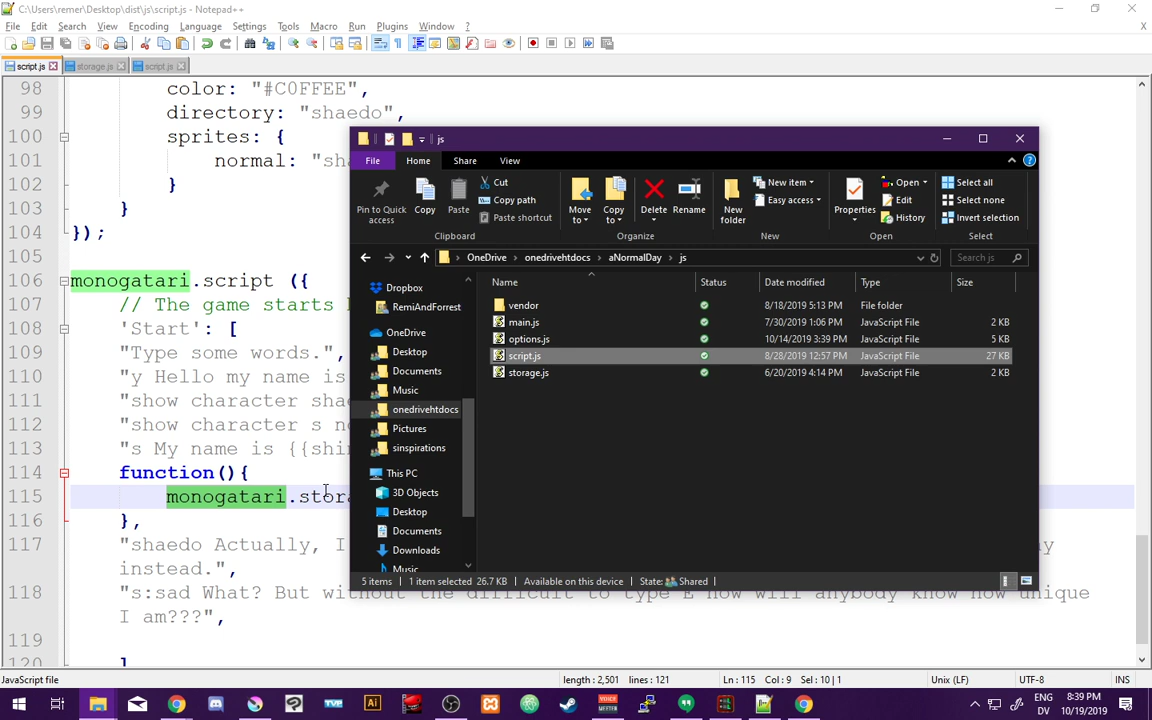 C:\Users\remer\Desktop\dist\js\script.js - Notepad++
File Edit Search View Encoding Language Settings Tools Macro Run Plugins Window ? X
script.js storage.js script.js
98 color: "#C0FFEE",
99 directory: "shaedo",
100 sprites: {
101 normal: "sha
102 }
103 }
104 });
105
106 monogatari.script ({
107 // The game starts
108 'Start': [
109 "Type some words.",
110 "y Hello my name is
111 "show character sha
112 "show character s no
113 "s My name is {{shi
114 function(){
115 monogatari.stora
116 },
117 "shaedo Actually, I
instead.",
118 "s:sad What? But without the difficult to type E how will anybody know how unique
I am???",
119
120 ]
js
File Home Share View
Pin to Quick access Copy Paste Cut Copy path Paste shortcut
Move to Copy to Delete Rename New folder New item Easy access
Properties Open Edit History Select all Select none Invert selection
Clipboard Organize New Open Select
OneDrive onedrivehtdocs aNormalDay js Search js
Name Status Date modified Type Size
vendor 8/18/2019 5:13 PM File folder
main.js 7/30/2019 1:06 PM JavaScript File 2 KB
options.js 10/14/2019 3:39 PM JavaScript File 5 KB
script.js 8/28/2019 12:57 PM JavaScript File 27 KB
storage.js 6/20/2019 4:14 PM JavaScript File 2 KB
Dropbox
RemiAndForrest
OneDrive
Desktop
Documents
Music
onedrivehtdocs
Pictures
sinspirations
This PC
3D Objects
Desktop
Documents
Downloads
Music
5 items 1 item selected 26.7 KB Available on this device State: Shared
JavaScript file length : 2,501 lines : 121 Ln : 115 Col : 9 Sel : 10 | 1 Unix (LF) UTF-8 INS
ENG DV 8:39 PM 10/19/2019